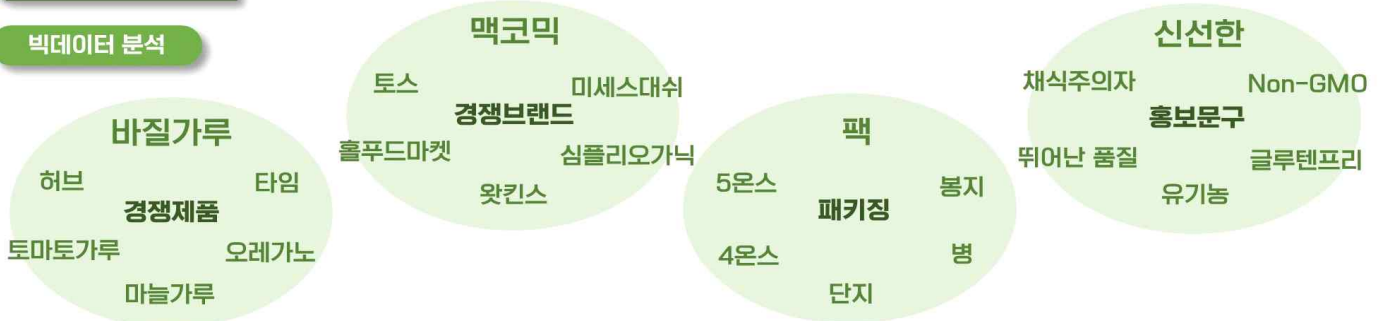 빅데이터 분석
바질가루
허브
타임
경쟁제품
토마토가루
오레가노
마늘가루
맥코믹
토스
미세스대쉬
경쟁브랜드
홀푸드마켓
심플리오가닉
왓킨스
팩
5온스
봉지
패키징
4온스
병
단지
신선한
채식주의자
Non-GMO
홍보문구
뛰어난 품질
글루텐프리
유기농